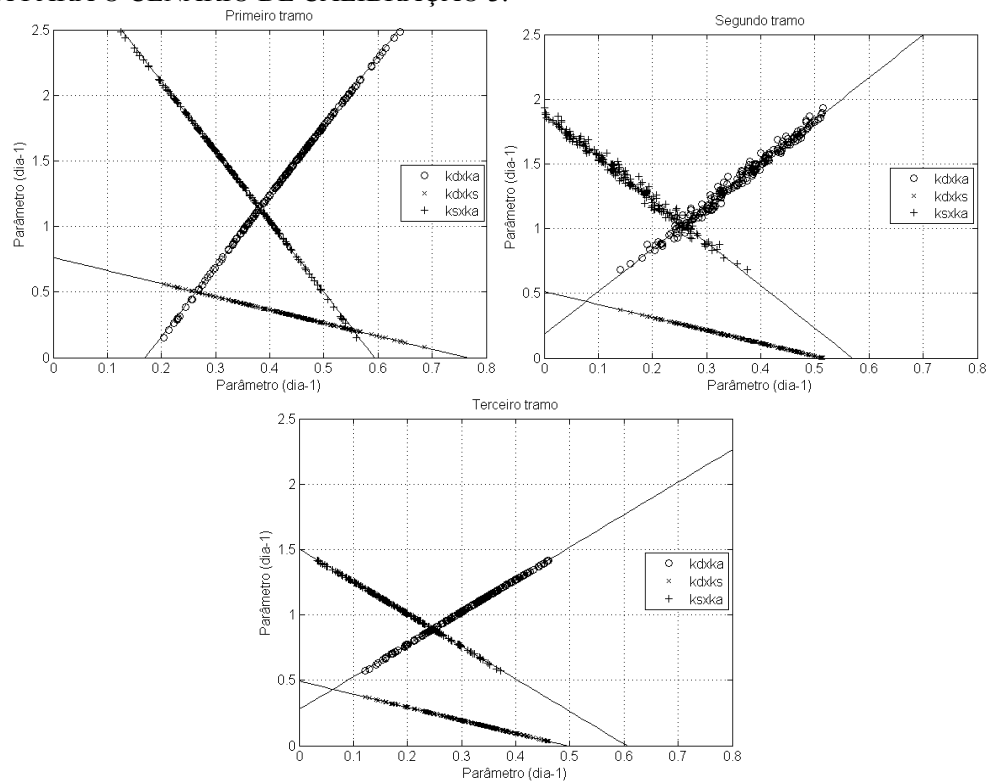 Primeiro tramo
2.5
2
1.5
1
0.5
0
0 0.1 0.2 0.3 0.4 0.5 0.6 0.7 0.8
Parâmetro (dia-1)
Parâmetro (dia-1)
kdxka
kdxks
ksxka
Segundo tramo
2.5
2
1.5
1
0.5
0
0 0.1 0.2 0.3 0.4 0.5 0.6 0.7 0.8
Parâmetro (dia-1)
Parâmetro (dia-1)
kdxka
kdxks
ksxka
Terceiro tramo
2.5
2
1.5
1
0.5
0
0 0.1 0.2 0.3 0.4 0.5 0.6 0.7 0.8
Parâmetro (dia-1)
Parâmetro (dia-1)
kdxka
kdxks
ksxka